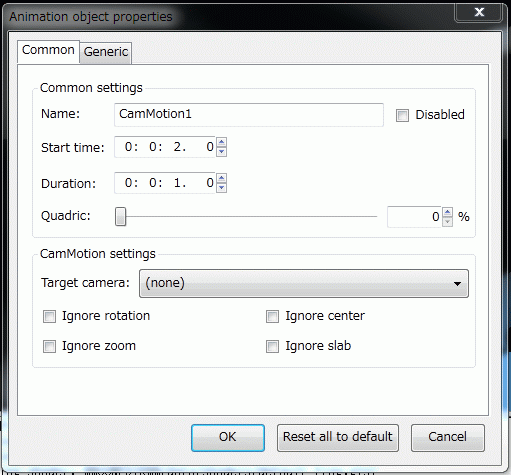 Animation object properties
Common Generic
Common settings
Name: CamMotion1 Disabled
Start time: 0: 0: 2. 0
Duration: 0: 0: 1. 0
Quadric: 0 %
CamMotion settings
Target camera: (none)
Ignore rotation Ignore center
Ignore zoom Ignore slab
OK Reset all to default Cancel